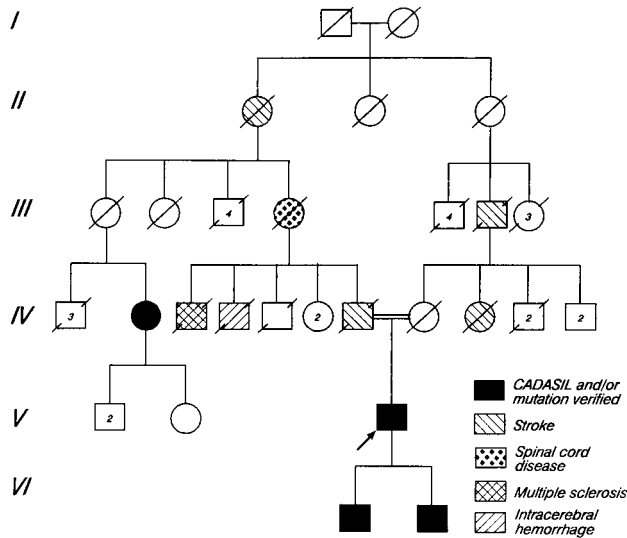 I
II
III
4
4
3
IV
3
2
2
2
V
2
VI
CADASIL and/or
mutation verified
Stroke
Spinal cord
disease
Multiple sclerosis
Intracerebral
hemorrhage